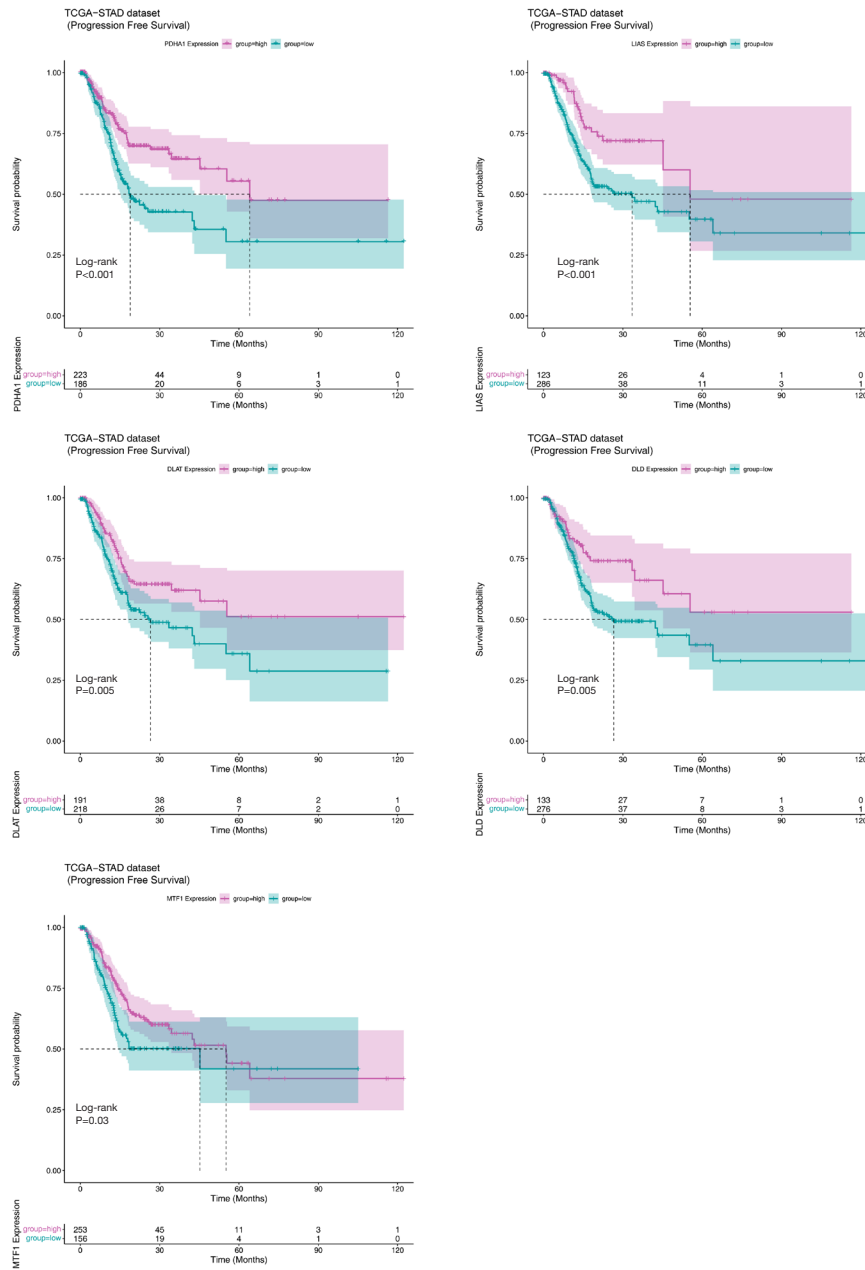 TCGA-STAD dataset
(Progression Free Survival)
PDHA1 Expression group=high group=low
Survival probability
1.00
0.75
0.50
0.25
0.00
Log-rank
P<0.001
0 30 60 90 120
Time (Months)
PDHA1 Expression
group=high 223 44 9 1 0
group=low 186 20 6 3 1
0 30 60 90 120
Time (Months)
TCGA-STAD dataset
(Progression Free Survival)
LIAS Expression group=high group=low
Survival probability
1.00
0.75
0.50
0.25
0.00
Log-rank
P<0.001
0 30 60 90 120
Time (Months)
LIAS Expression
group=high 123 26 4 1 0
group=low 286 38 11 3 1
0 30 60 90 120
Time (Months)
TCGA-STAD dataset
(Progression Free Survival)
DLAT Expression group=high group=low
Survival probability
1.00
0.75
0.50
0.25
0.00
Log-rank
P=0.005
0 30 60 90 120
Time (Months)
DLAT Expression
group=high 191 38 8 2 1
group=low 218 26 7 2 0
0 30 60 90 120
Time (Months)
TCGA-STAD dataset
(Progression Free Survival)
DLD Expression group=high group=low
Survival probability
1.00
0.75
0.50
0.25
0.00
Log-rank
P=0.005
0 30 60 90 120
Time (Months)
DLD Expression
group=high 133 27 7 1 0
group=low 276 37 8 3 1
0 30 60 90 120
Time (Months)
TCGA-STAD dataset
(Progression Free Survival)
MTF1 Expression group=high group=low
Survival probability
1.00
0.75
0.50
0.25
0.00
Log-rank
P=0.03
0 30 60 90 120
Time (Months)
MTF1 Expression
group=high 253 45 11 3 1
group=low 156 19 4 1 0
0 30 60 90 120
Time (Months)